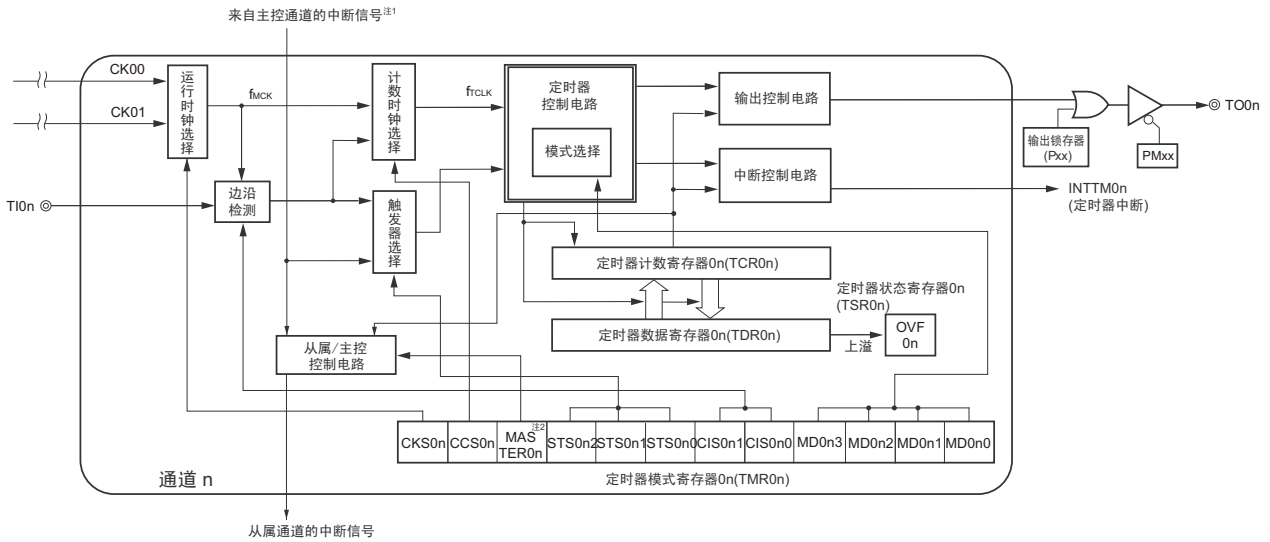 来自主控通道的中断信号注1
CK00
CK01
运行时钟选择
fMCK
计数时钟选择
fTCLK
定时器
控制电路
模式选择
输出控制电路
中断控制电路
输出锁存器
(Pxx)
PMxx
TO0n
INTTM0n
(定时器中断)
TI0n
边沿
检测
触发器选择
定时器计数寄存器0n(TCR0n)
定时器状态寄存器0n
(TSR0n)
定时器数据寄存器0n(TDR0n)
上溢
OVF
0n
从属/主控
控制电路
CKS0n
CCS0n
MAS注2
TER0n
STS0n2
STS0n1
STS0n0
CIS0n1
CIS0n0
MD0n3
MD0n2
MD0n1
MD0n0
通道 n
定时器模式寄存器0n(TMR0n)
从属通道的中断信号